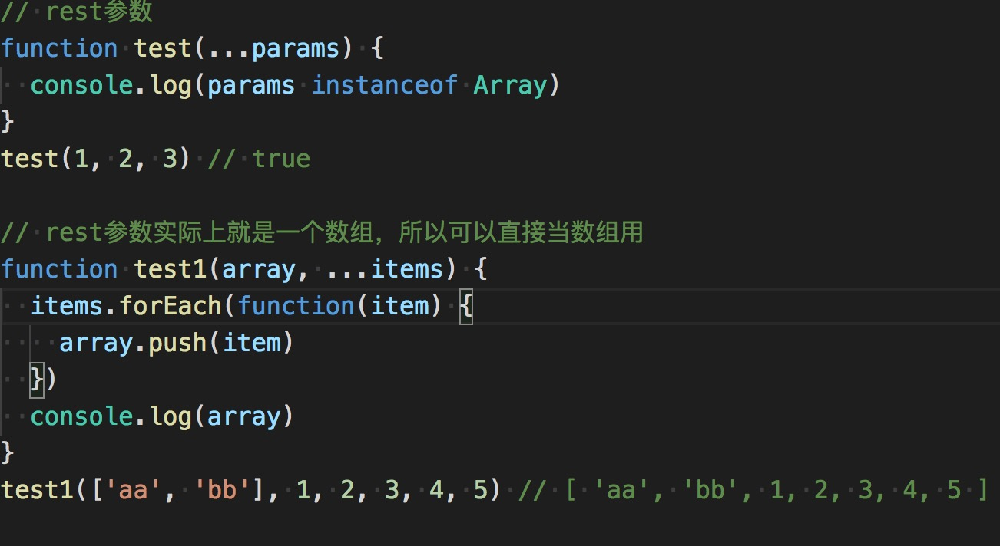 // rest参数
function test(...params) {
  console.log(params instanceof Array)
}
test(1, 2, 3) // true

// rest参数实际上就是一个数组，所以可以直接当数组用
function test1(array, ...items) {
  items.forEach(function(item) {
    array.push(item)
  })
  console.log(array)
}
test1(['aa', 'bb'], 1, 2, 3, 4, 5) // [ 'aa', 'bb', 1, 2, 3, 4, 5 ]